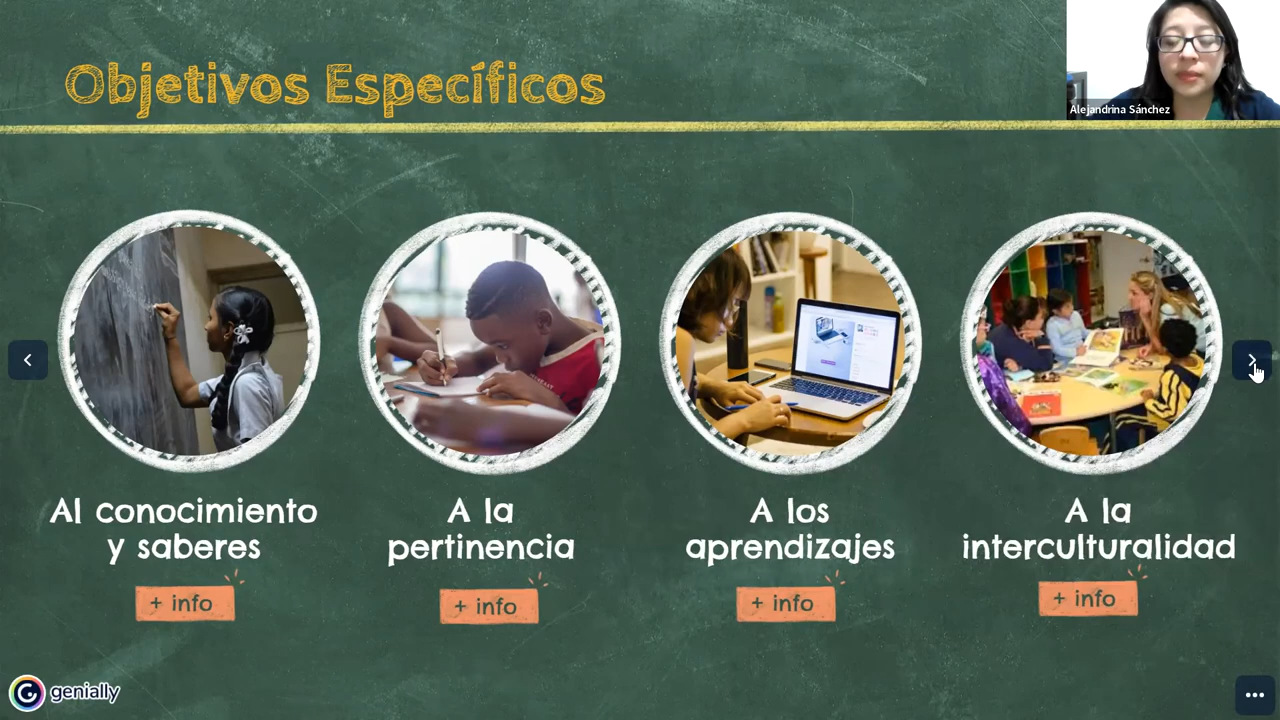 Objetivos Específicos
Alejandrina Sánchez
Al conocimiento
y saberes
+ info
A la
pertinencia
+ info
A los
aprendizajes
+ info
A la
interculturalidad
+ info
genially